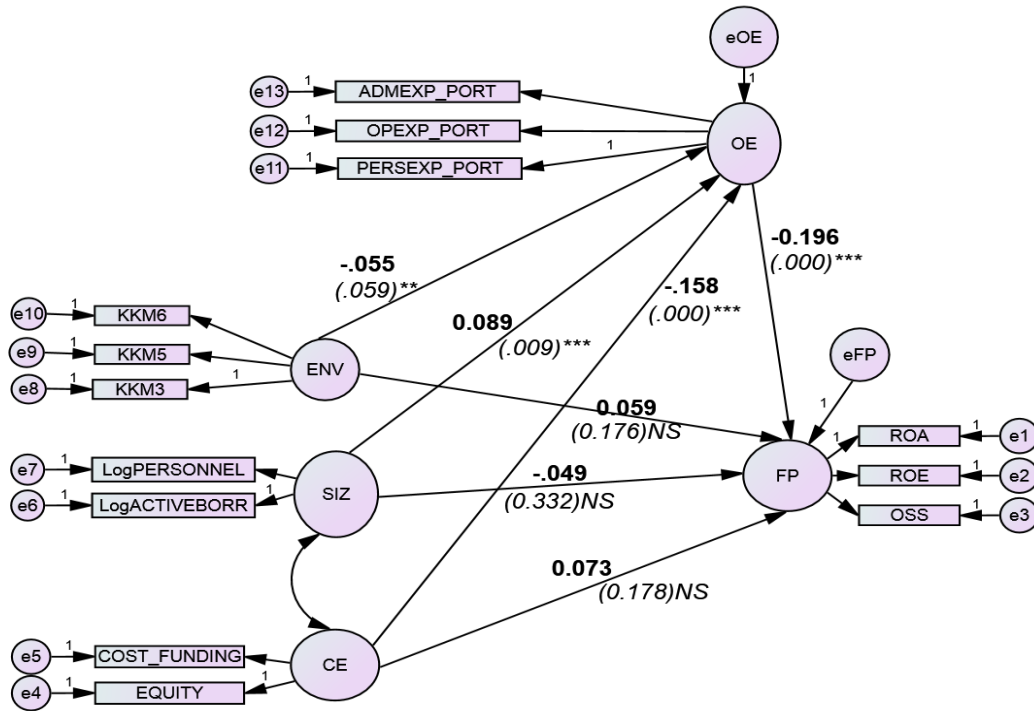 eOE
1
e13 1 ADMEXP_PORT
e12 1 OPEXP_PORT
OE
e11 1 PERSEXP_PORT 1
-.055
(.059)**
-0.196
(.000)***
-.158
(.000)***
0.089
(.009)***
e10 1 KKM6
e9 1 KKM5
e8 1 KKM3 1
ENV
eFP
1
0.059
(0.176)NS
1 ROA 1 e1
ROE 1 e2
OSS 1 e3
FP
e7 1 LogPERSONNEL
e6 1 LogACTIVEBORR 1
SIZ
-.049
(0.332)NS
0.073
(0.178)NS
e5 1 COST_FUNDING
e4 1 EQUITY 1
CE